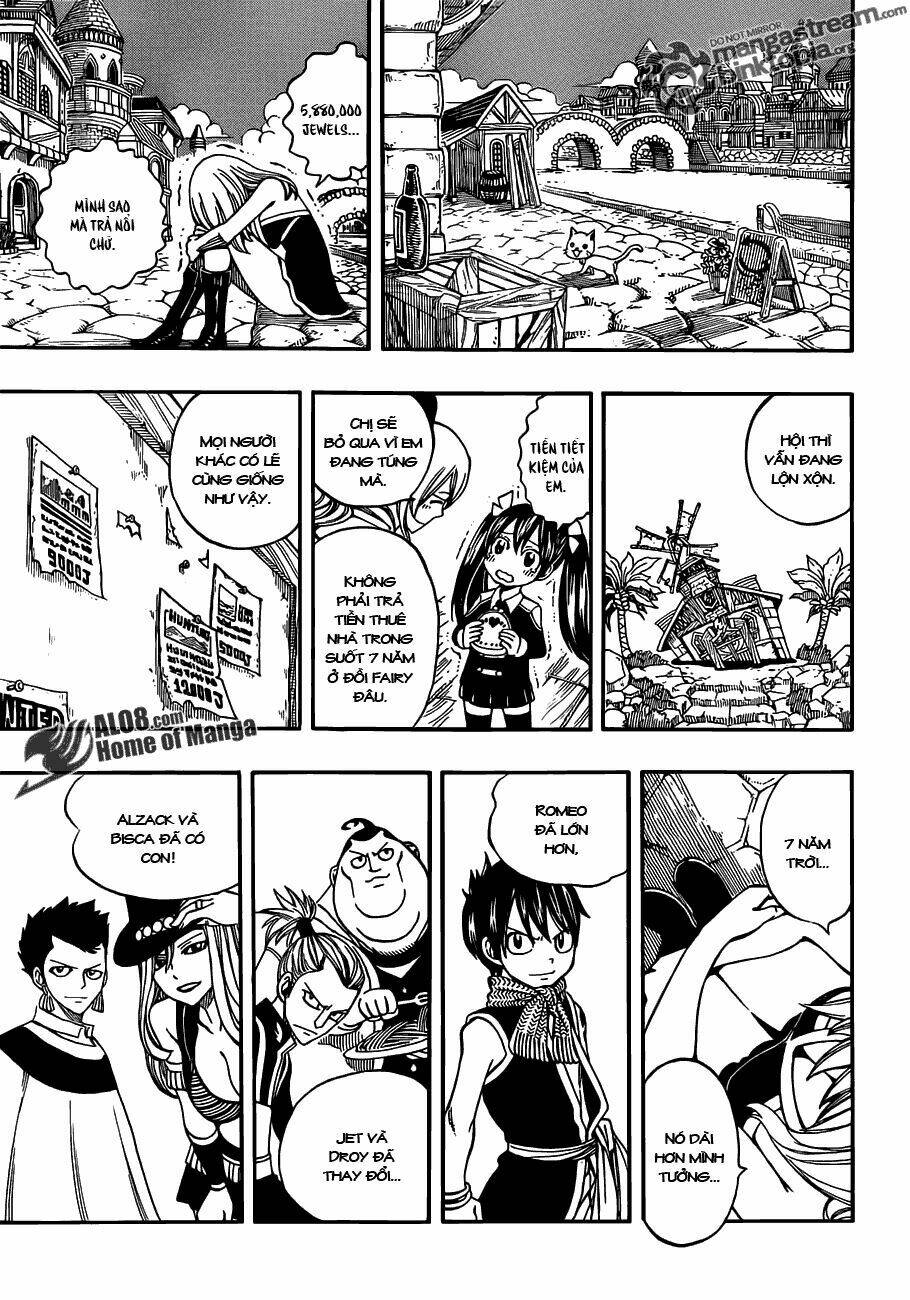 DO NOT MIRROR
mangastream.com
inktopia.org
5,880,000
JEWELS...
MÌNH SAO
MÀ TRẢ NỔI
CHỨ.
HỘI THÌ
VẪN ĐANG
LỘN XỘN.
TIỀN TIẾT
KIỆM CỦA
EM.
CHỊ SẼ
BỎ QUA VÌ EM
ĐANG TÚNG
MÀ.
KHÔNG
PHẢI TRẢ
TIỀN THUÊ
NHÀ TRONG
SUỐT 7 NĂM
Ở ĐỒI FAIRY
ĐÂU.
MỌI NGƯỜI
KHÁC CÓ LẼ
CŨNG GIỐNG
NHƯ VẬY.
ALO8.com
Home of Manga
7 NĂM
TRỜI...
NÓ DÀI
HƠN MÌNH
TƯỞNG...
ROMEO
ĐÃ LỚN
HƠN,
JET VÀ
DROY ĐÃ
THAY ĐỔI...
ALZACK VÀ
BISCA ĐÃ CÓ
CON!